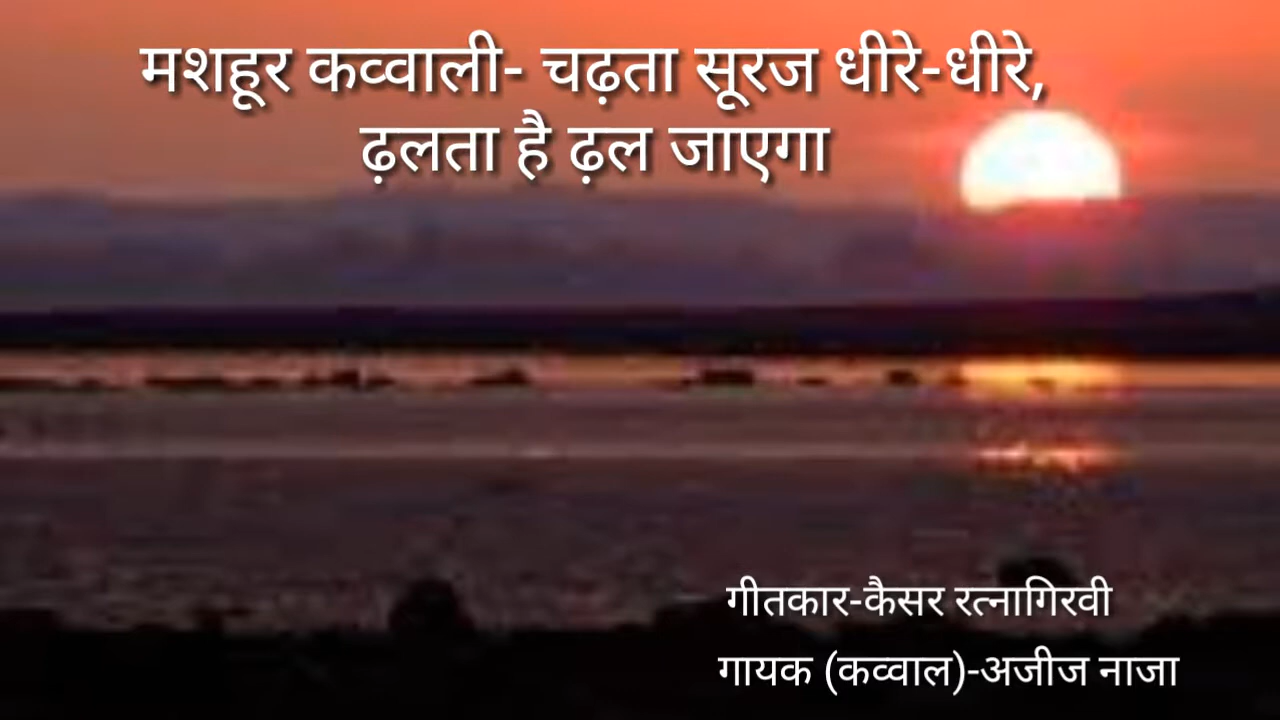 मशहूर कव्वाली- चढ़ता सूरज धीरे-धीरे,
ढ़लता है ढ़ल जाएगा
गीतकार-कैसर रत्नागिरवी
गायक (कव्वाल)-अजीज नाजा